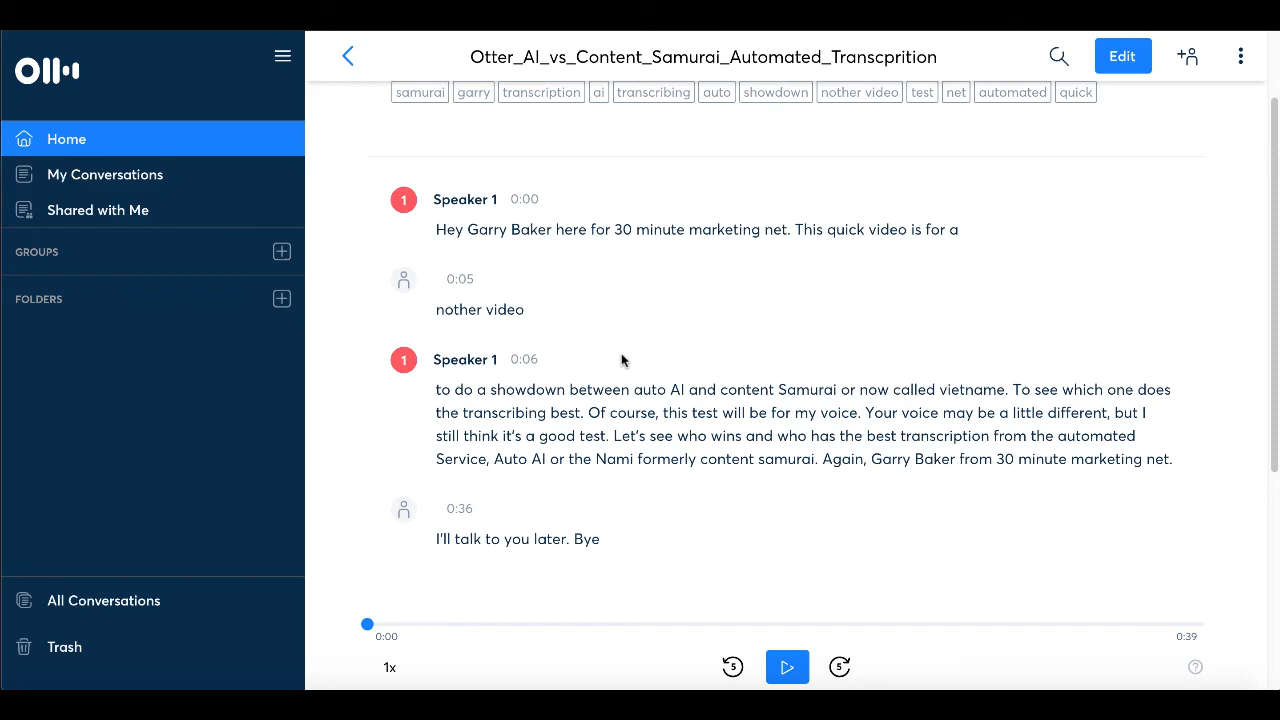 Otter_AI_vs_Content_Samurai_Automated_Transcprition
Edit
Home
My Conversations
Shared with Me
GROUPS
FOLDERS
All Conversations
Trash
samurai garry transcription ai transcribing auto showdown nother video test net automated quick
1 Speaker 1 0:00
Hey Garry Baker here for 30 minute marketing net. This quick video is for a
0:05
nother video
1 Speaker 1 0:06
to do a showdown between auto AI and content Samurai or now called vietname. To see which one does
the transcribing best. Of course, this test will be for my voice. Your voice may be a little different, but I
still think it's a good test. Let's see who wins and who has the best transcription from the automated
Service, Auto AI or the Nami formerly content samurai. Again, Garry Baker from 30 minute marketing net.
0:36
I'll talk to you later. Bye
0:00 0:39
1x 5 5 ?